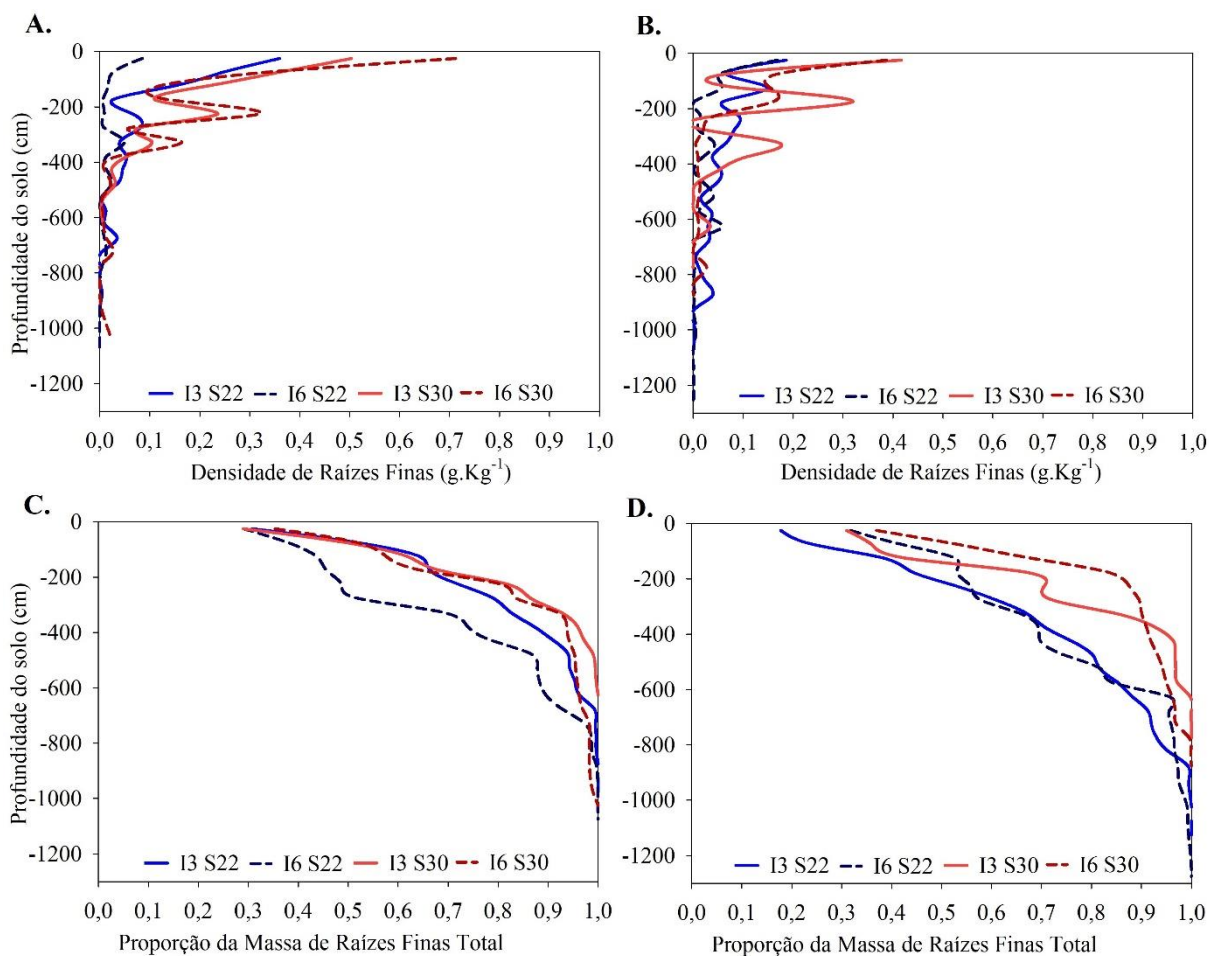 A.
0
-200
-400
-600
-800
-1000
-1200
Profundidade do solo (cm)
I3 S22 I6 S22 I3 S30 I6 S30
0,0 0,1 0,2 0,3 0,4 0,5 0,6 0,7 0,8 0,9 1,0
Densidade de Raízes Finas (g.Kg-1)
B.
0
-200
-400
-600
-800
-1000
-1200
I3 S22 I6 S22 I3 S30 I6 S30
0,0 0,1 0,2 0,3 0,4 0,5 0,6 0,7 0,8 0,9 1,0
Densidade de Raízes Finas (g.Kg-1)
C.
0
-200
-400
-600
-800
-1000
-1200
Profundidade do solo (cm)
I3 S22 I6 S22 I3 S30 I6 S30
0,0 0,1 0,2 0,3 0,4 0,5 0,6 0,7 0,8 0,9 1,0
Proporção da Massa de Raízes Finas Total
D.
0
-200
-400
-600
-800
-1000
-1200
I3 S22 I6 S22 I3 S30 I6 S30
0,0 0,1 0,2 0,3 0,4 0,5 0,6 0,7 0,8 0,9 1,0
Proporção da Massa de Raízes Finas Total